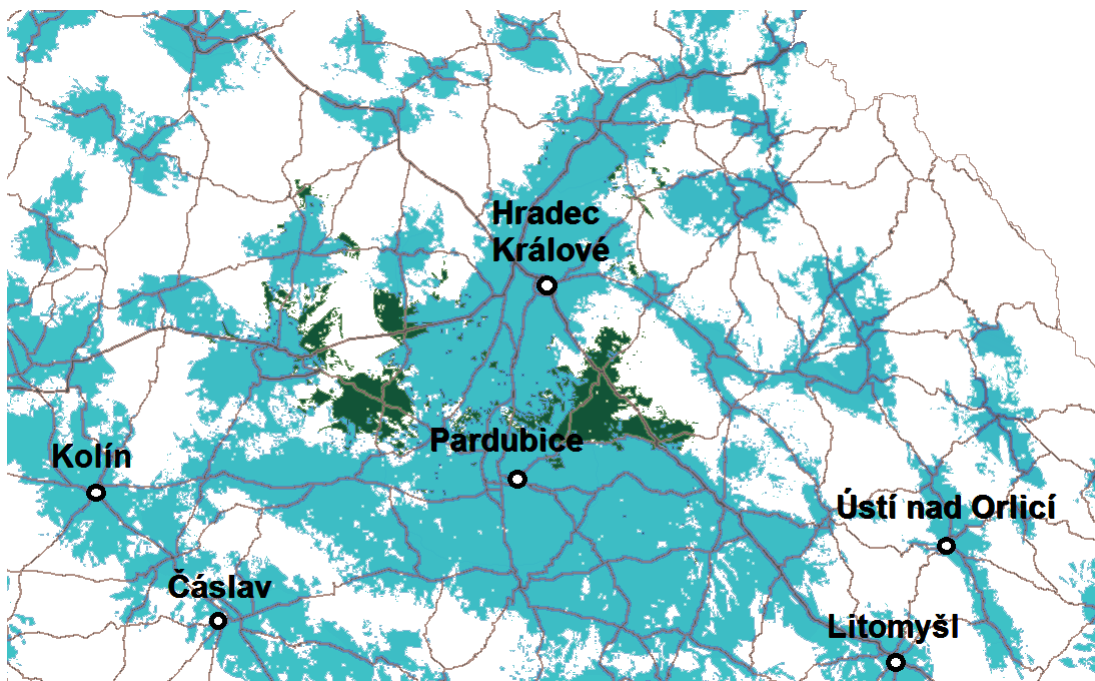 Hradec
Králové
Pardubice
Kolín
Ústí nad Orlicí
Čáslav
Litomyšl